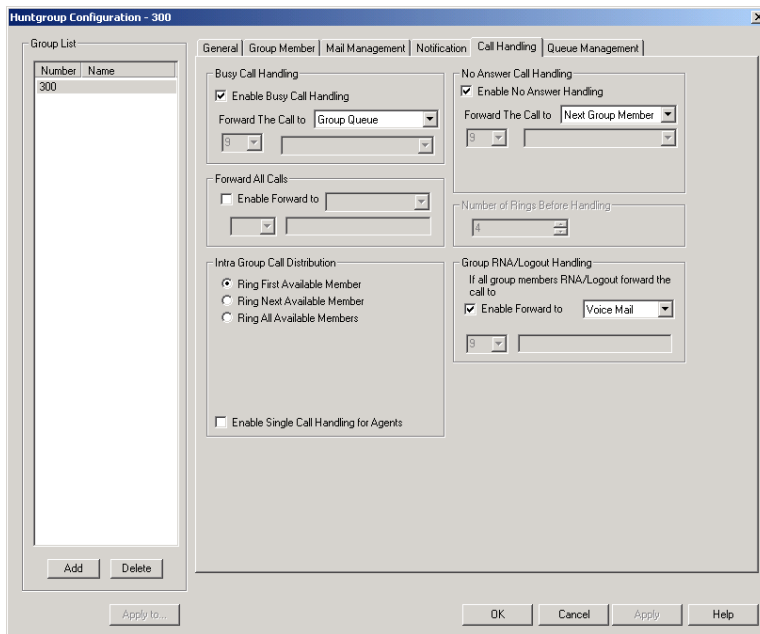 Huntgroup Configuration - 300
Group List
Number Name
300
Add Delete
Apply to...
General Group Member Mail Management Notification Call Handling Queue Management
Busy Call Handling
Enable Busy Call Handling
Forward The Call to Group Queue
9
Forward All Calls
Enable Forward to
Intra Group Call Distribution
Ring First Available Member
Ring Next Available Member
Ring All Available Members
Enable Single Call Handling for Agents
No Answer Call Handling
Enable No Answer Handling
Forward The Call to Next Group Member
9
Number of Rings Before Handling
4
Group RNA/Logout Handling
If all group members RNA/Logout forward the
call to
Enable Forward to Voice Mail
9
OK Cancel Apply Help